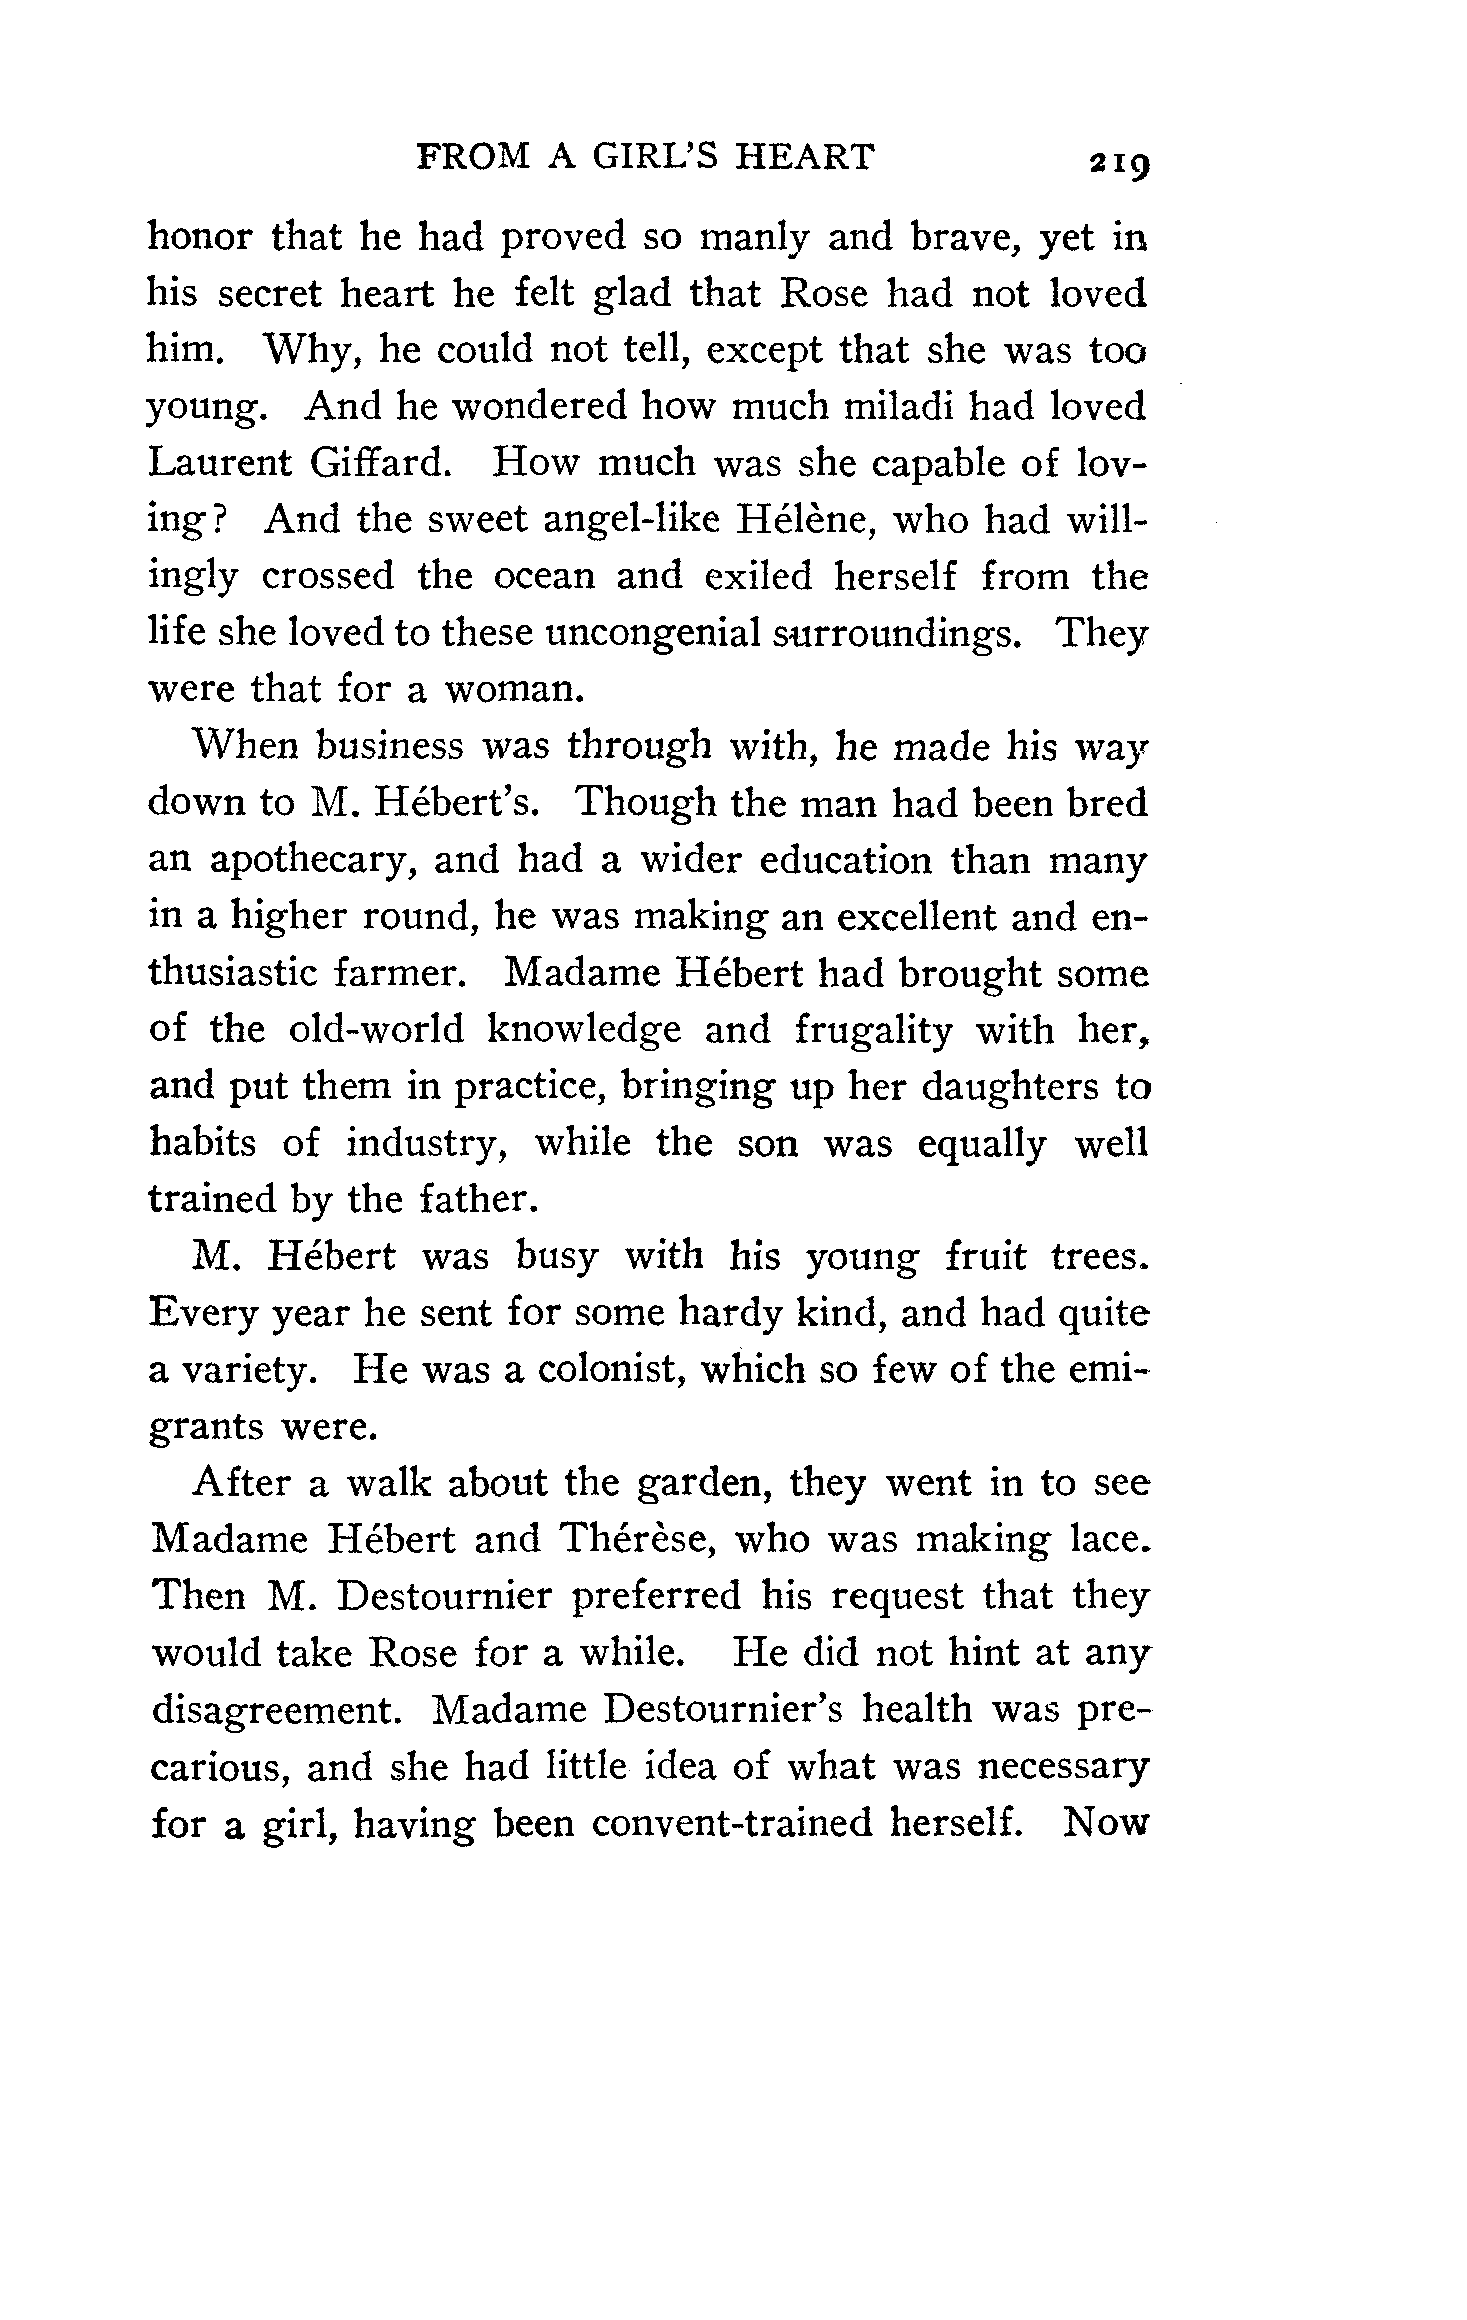 FROM A GIRL'S HEART 219
honor that he had proved so manly and brave, yet in
his secret heart he felt glad that Rose had not loved
him. Why, he could not tell, except that she was too
young. And he wondered how much miladi had loved
Laurent Giffard. How much was she capable of lov-
ing? And the sweet angel-like Hélène, who had will-
ingly crossed the ocean and exiled herself from the
life she loved to these uncongenial surroundings. They
were that for a woman.
When business was through with, he made his way
down to M. Hébert's. Though the man had been bred
an apothecary, and had a wider education than many
in a higher round, he was making an excellent and en-
thusiastic farmer. Madame Hébert had brought some
of the old-world knowledge and frugality with her,
and put them in practice, bringing up her daughters to
habits of industry, while the son was equally well
trained by the father.
M. Hébert was busy with his young fruit trees.
Every year he sent for some hardy kind, and had quite
a variety. He was a colonist, which so few of the emi-
grants were.
After a walk about the garden, they went in to see
Madame Hébert and Thérèse, who was making lace.
Then M. Destournier preferred his request that they
would take Rose for a while. He did not hint at any
disagreement. Madame Destournier's health was pre-
carious, and she had little idea of what was necessary
for a girl, having been convent-trained herself. Now